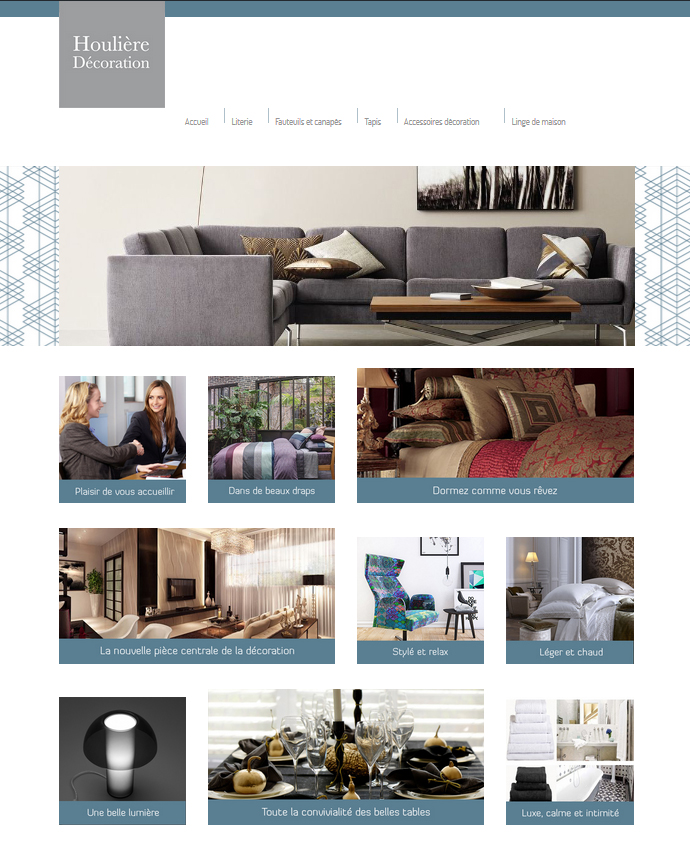 Houlière
Décoration
Accueil
Literie
Fauteuils et canapés
Tapis
Accessoires décoration
Linge de maison
Plaisir de vous accueillir
Dans de beaux draps
Dormez comme vous rêvez
La nouvelle pièce centrale de la décoration
Stylé et relax
Léger et chaud
Une belle lumière
Toute la convivialité des belles tables
Luxe, calme et intimité